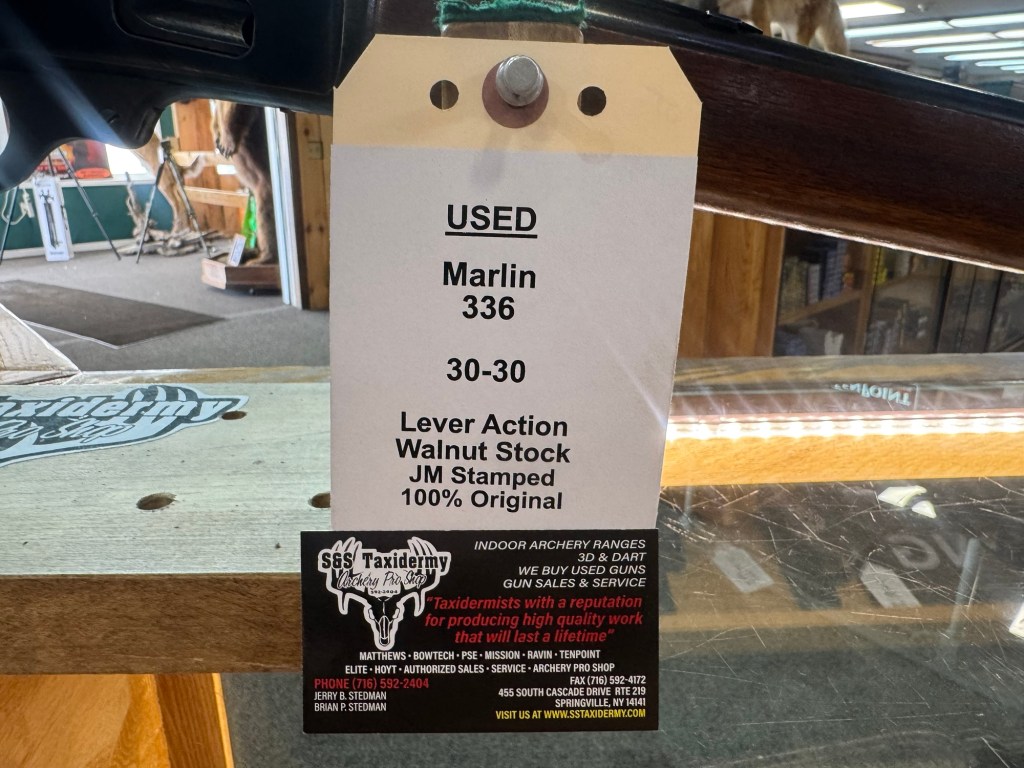 USED
Marlin
336
30-30
Lever Action
Walnut Stock
JM Stamped
100% Original
Taxidermy
TENPOINT
S&S Taxidermy
Archery Pro Shop
592-2404
INDOOR ARCHERY RANGES
3D & DART
WE BUY USED GUNS
GUN SALES & SERVICE
"Taxidermists with a reputation
for producing high quality work
that will last a lifetime"
MATTHEWS • BOWTECH • PSE • MISSION • RAVIN • TENPOINT
ELITE • HOYT • AUTHORIZED SALES • SERVICE • ARCHERY PRO SHOP
PHONE (716) 592-2404
JERRY B. STEDMAN
BRIAN P. STEDMAN
FAX (716) 592-4172
455 SOUTH CASCADE DRIVE RTE 219
SPRINGVILLE, NY 14141
VISIT US AT WWW.SSTAXIDERMY.COM